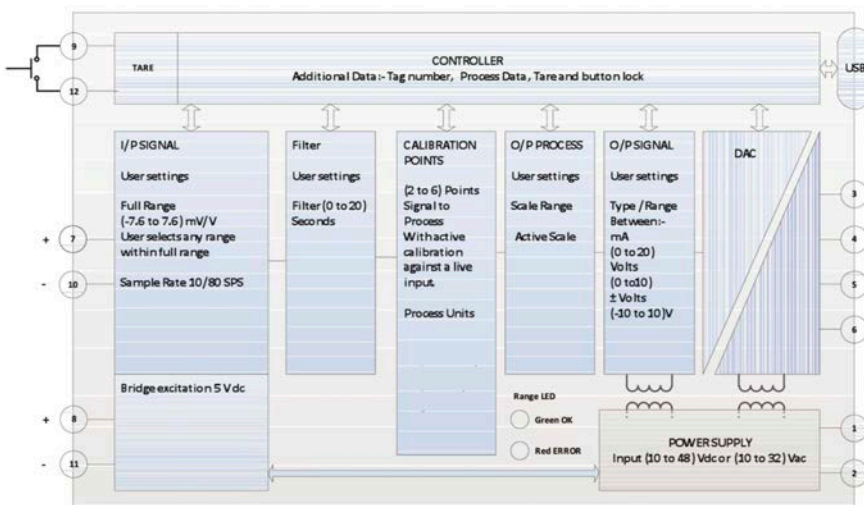 9
12
TARE
CONTROLLER
Additional Data:- Tag number, Process Data, Tare and button lock
USB
I/P SIGNAL
User settings
Full Range
(-7.6 to 7.6) mV/V
User selects any range
within full range
Sample Rate 10/80 SPS
Filter
User settings
Filter (0 to 20)
Seconds
CALIBRATION
POINTS
(2 to 6) Points
Signal to
Process
With active
calibration
against a live
input.
Process Units
O/P PROCESS
User settings
Scale Range
Active Scale
O/P SIGNAL
User settings
Type / Range
Between:-
mA
(0 to 20)
Volts
(0 to10)
± Volts
(-10 to 10)V
DAC
3
4
5
6
+ 7
- 10
Bridge excitation 5 V dc
+ 8
- 11
Range LED
Green OK
Red ERROR
POWER SUPPLY
Input (10 to 48) Vdc or (10 to 32) Vac
1
2